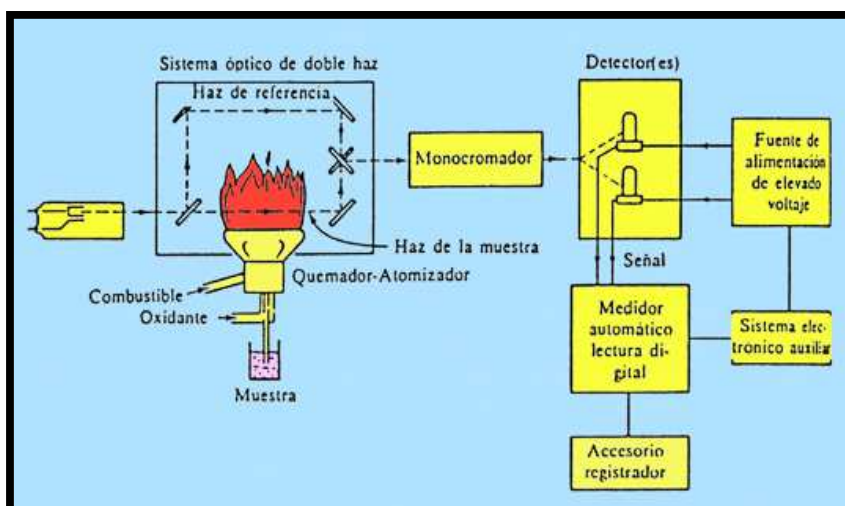 Sistema óptico de doble haz
Haz de referencia
Detector(es)
Monocromador
Fuente de
alimentación
de elevado
voltaje
Haz de la muestra
Señal
Quemador-Atomizador
Combustible
Oxidante
Muestra
Medidor
automático
lectura di-
gital
Sistema elec-
trónico auxiliar
Accesorio
registrador